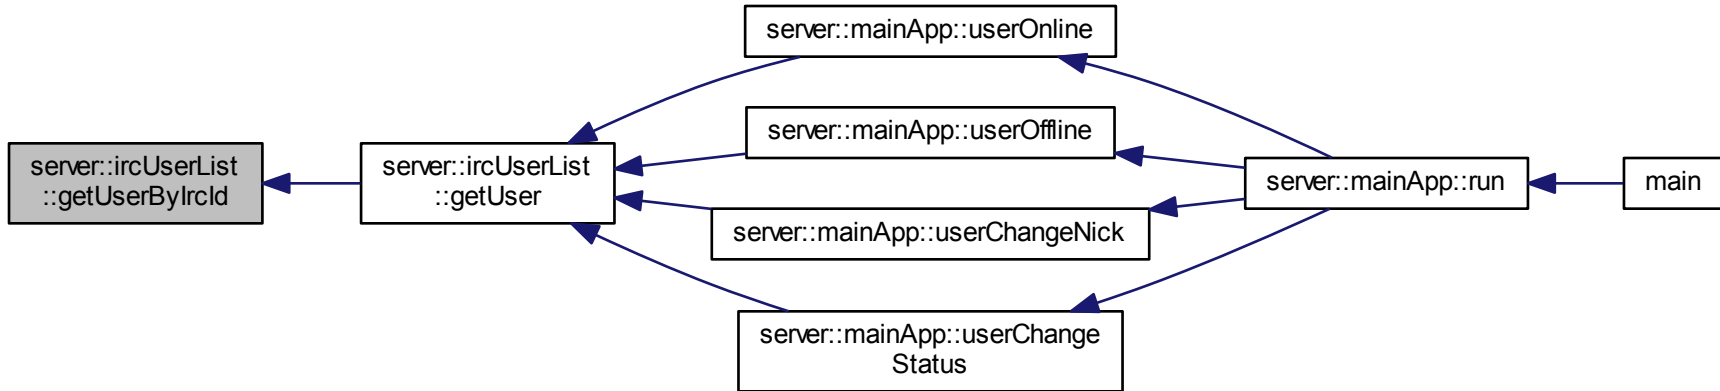 server::ircUserList
::getUserByIrcId
server::ircUserList
::getUser
server::mainApp::userOnline
server::mainApp::userOffline
server::mainApp::userChangeNick
server::mainApp::userChange
Status
server::mainApp::run
main